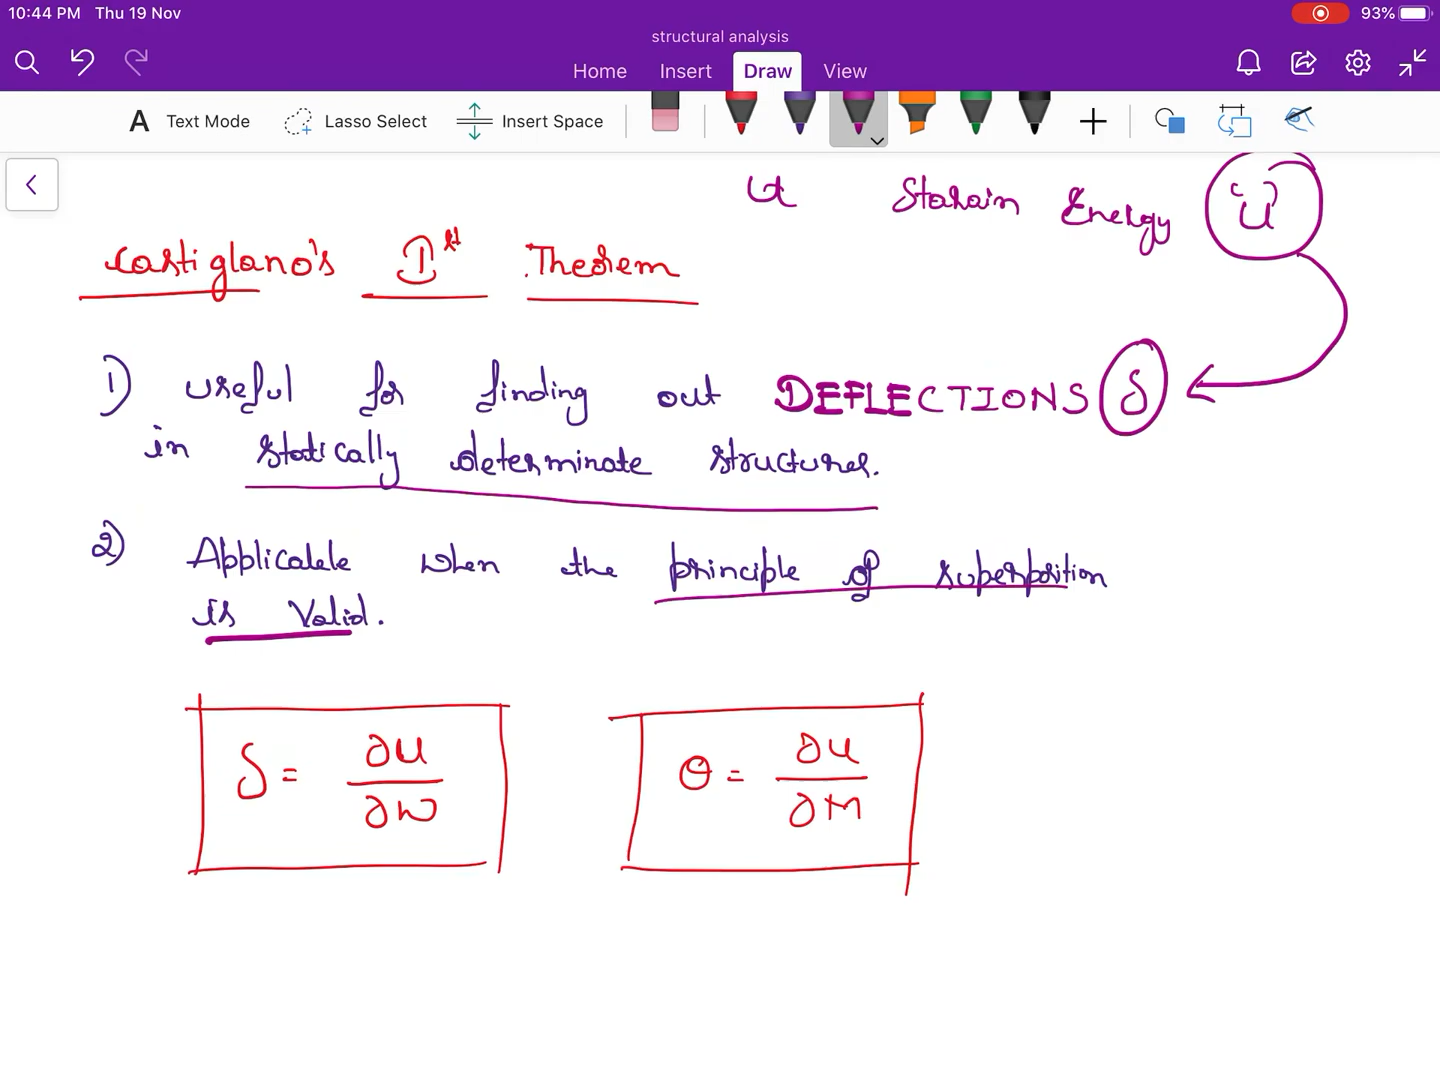 10:44 PM Thu 19 Nov
93%
structural analysis
Home Insert Draw View
A Text Mode Lasso Select Insert Space
Strain Energy "U"
Castiglano's Ist Theorem
1) useful for finding out DEFLECTIONS δ
in statically determinate structures.
2) Applicable when the principle of superposition
is Valid.
δ = ∂U/∂W
θ = ∂U/∂M